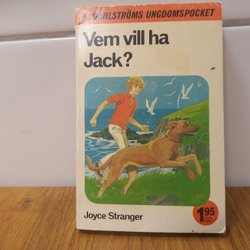 WAHLSTRÖMS UNGDOMSPOCKET
Vem vill ha
Jack?
Joyce Stranger
1.95